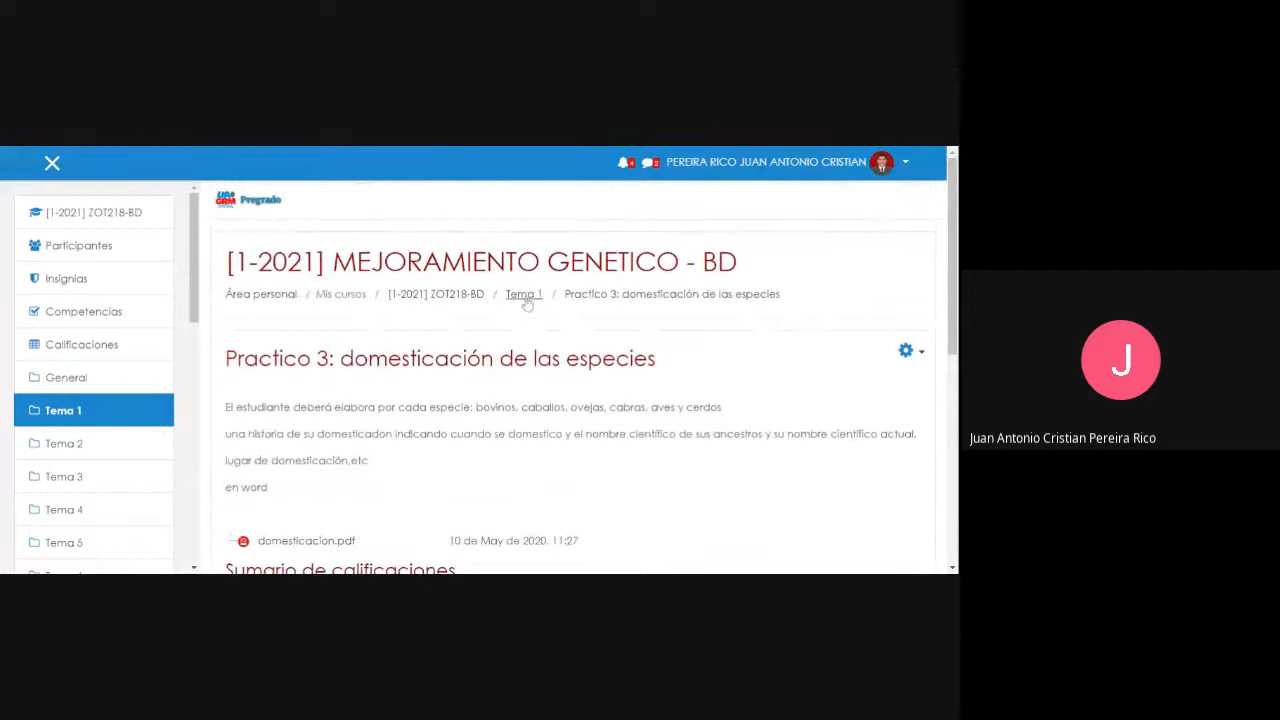 PEREIRA RICO JUAN ANTONIO CRISTIAN
[1-2021] ZOT218-BD
Participantes
Insignias
Competencias
Calificaciones
General
Tema 1
Tema 2
Tema 3
Tema 4
Tema 5
UAGRM Pregrado
[1-2021] MEJORAMIENTO GENETICO - BD
Área personal / Mis cursos / [1-2021] ZOT218-BD / Tema 1 / Practico 3: domesticación de las especies
Practico 3: domesticación de las especies
El estudiante deberá elabora por cada especie: bovinos, caballos, ovejas, cabras, aves y cerdos
una historia de su domesticadon indicando cuando se domestico y el nombre científico de sus ancestros y su nombre científico actual.
lugar de domesticación,etc
en word
domesticacion.pdf 10 de May de 2020, 11:27
Sumario de calificaciones
J
Juan Antonio Cristian Pereira Rico